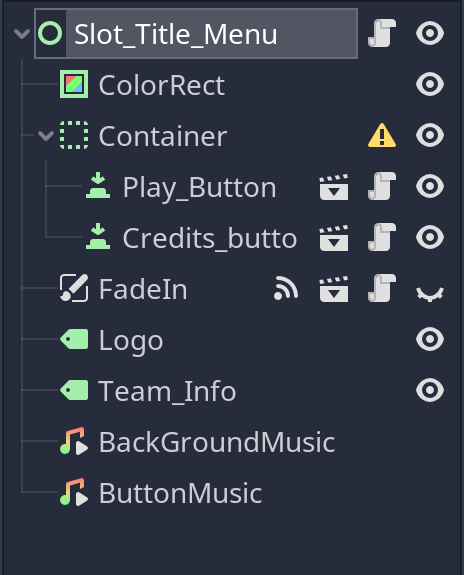 Slot_Title_Menu
ColorRect
Container
Play_Button
Credits_butto
FadeIn
Logo
Team_Info
BackGroundMusic
ButtonMusic